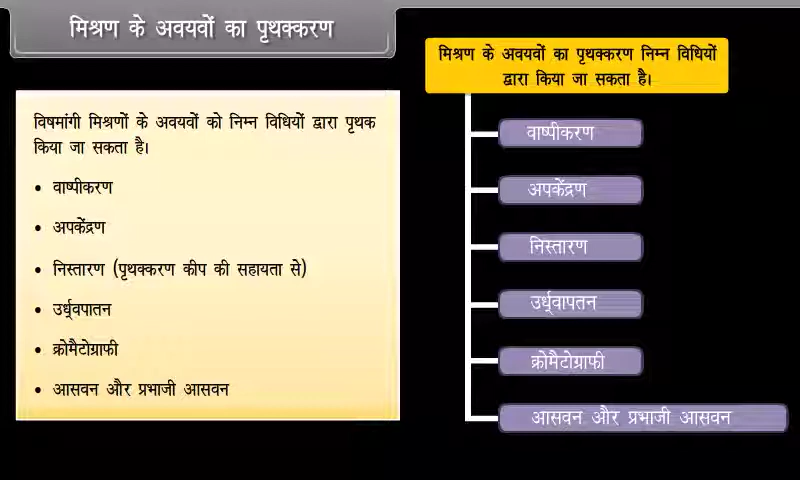 मिश्रण के अवयवों का पृथक्करण
विषमांगी मिश्रणों के अवयवों को निम्न विधियों द्वारा पृथक
किया जा सकता है।
• वाष्पीकरण
• अपकेंद्रण
• निस्तारण (पृथक्करण कीप की सहायता से)
• उर्ध्वपातन
• क्रोमैटोग्राफी
• आसवन और प्रभाजी आसवन
मिश्रण के अवयवों का पृथक्करण निम्न विधियों
द्वारा किया जा सकता है।
वाष्पीकरण
अपकेंद्रण
निस्तारण
उर्ध्वापतन
क्रोमैटोग्राफी
आसवन और प्रभाजी आसवन